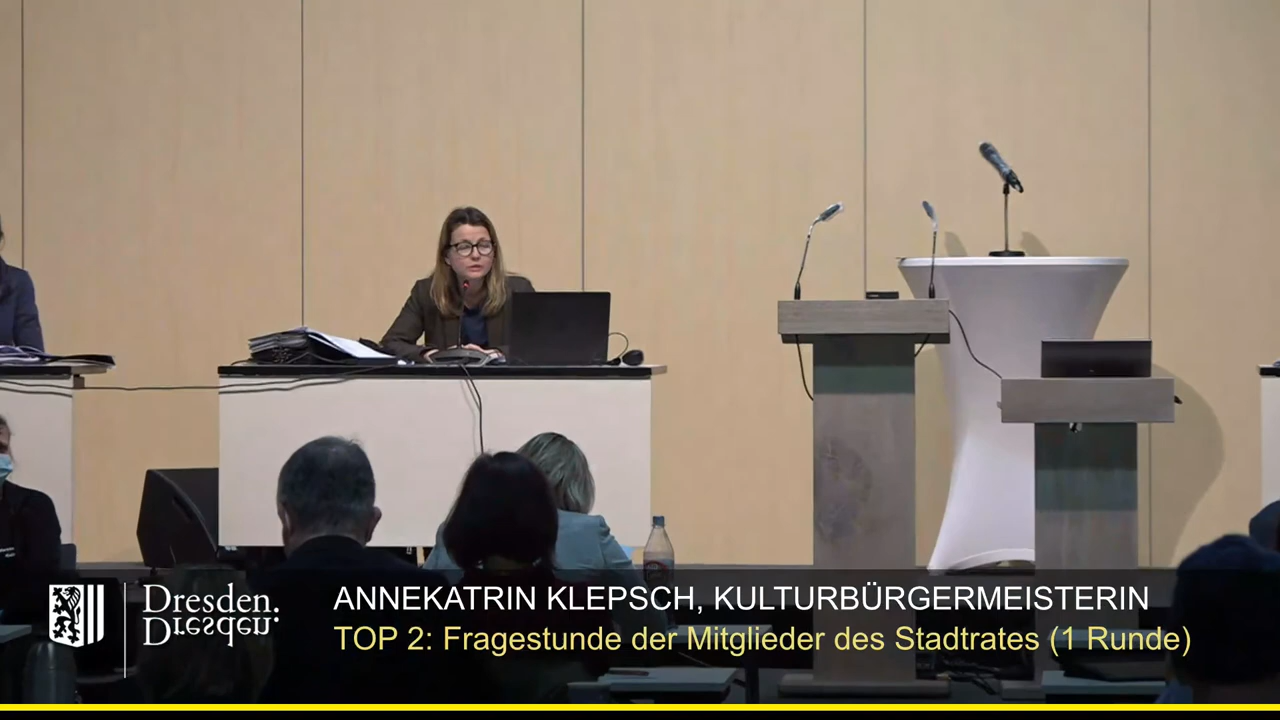 Dresden.
Dresden.
ANNEKATRIN KLEPSCH, KULTURBÜRGERMEISTERIN
TOP 2: Fragestunde der Mitglieder des Stadtrates (1 Runde)